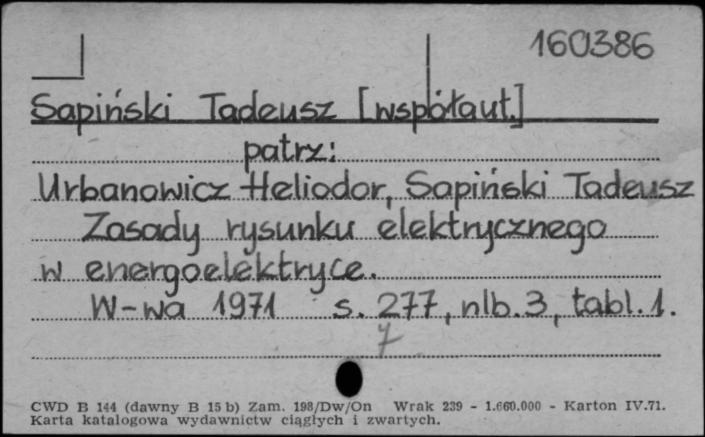 160386
Sapiński Tadeusz [współaut.]
patrz:
Urbanowicz Heliodor, Sapiński Tadeusz
Zasady rysunku elektrycznego
w energoelektryce.
W-wa 1971 s. 277, nlb. 3, tabl. 1.
7
CWD B 144 (dawny B 15 b) Zam. 198/Dw/On Wrak 239 - 1.660.000 - Karton IV.71.
Karta katalogowa wydawnictw ciągłych i zwartych.